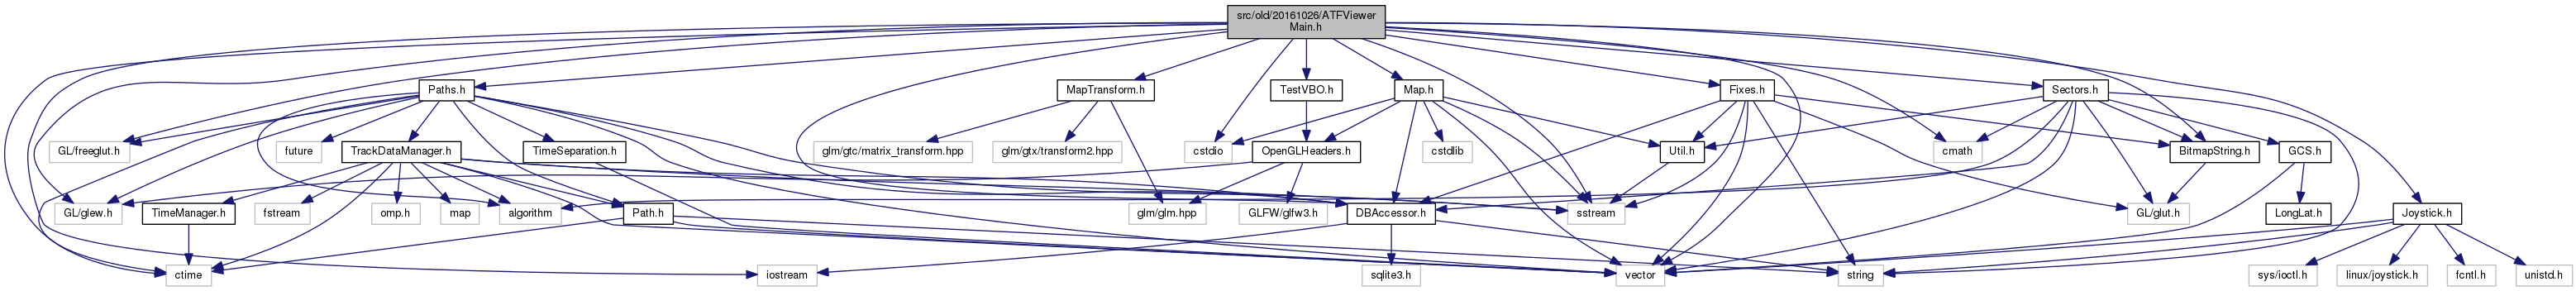 src/old/20161026/ATFViewer
Main.h
Paths.h
MapTransform.h
TestVBO.h
Map.h
Fixes.h
Sectors.h
GL/freeglut.h
future
TrackDataManager.h
TimeSeparation.h
glm/gtc/matrix_transform.hpp
glm/gtx/transform2.hpp
cstdio
OpenGLHeaders.h
cstdlib
Util.h
cmath
BitmapString.h
GCS.h
GL/glew.h
TimeManager.h
fstream
omp.h
map
algorithm
Path.h
glm/glm.hpp
GLFW/glfw3.h
DBAccessor.h
sstream
GL/glut.h
LongLat.h
Joystick.h
ctime
iostream
sqlite3.h
vector
string
sys/ioctl.h
linux/joystick.h
fcntl.h
unistd.h